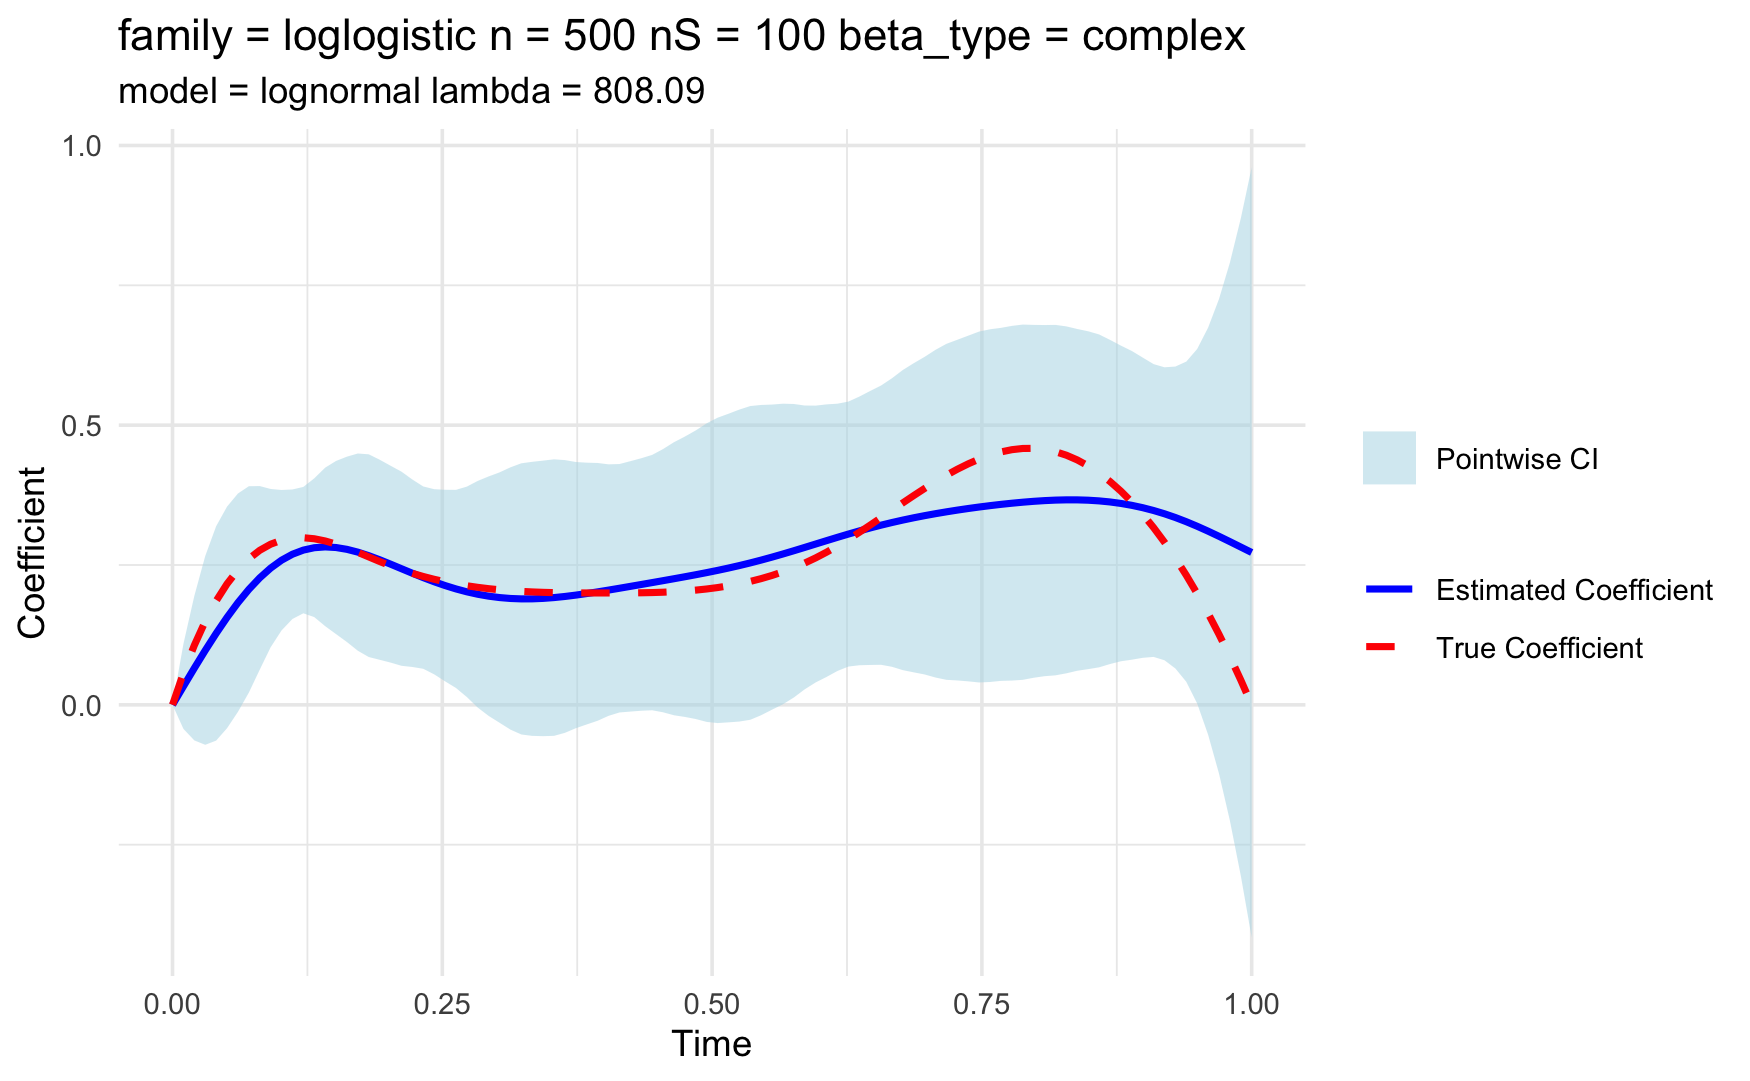 family = loglogistic n = 500 nS = 100 beta_type = complex
model = lognormal lambda = 808.09
1.0
0.5
0.0
Coefficient
0.00 0.25 0.50 0.75 1.00
Time
Pointwise CI
Estimated Coefficient
True Coefficient